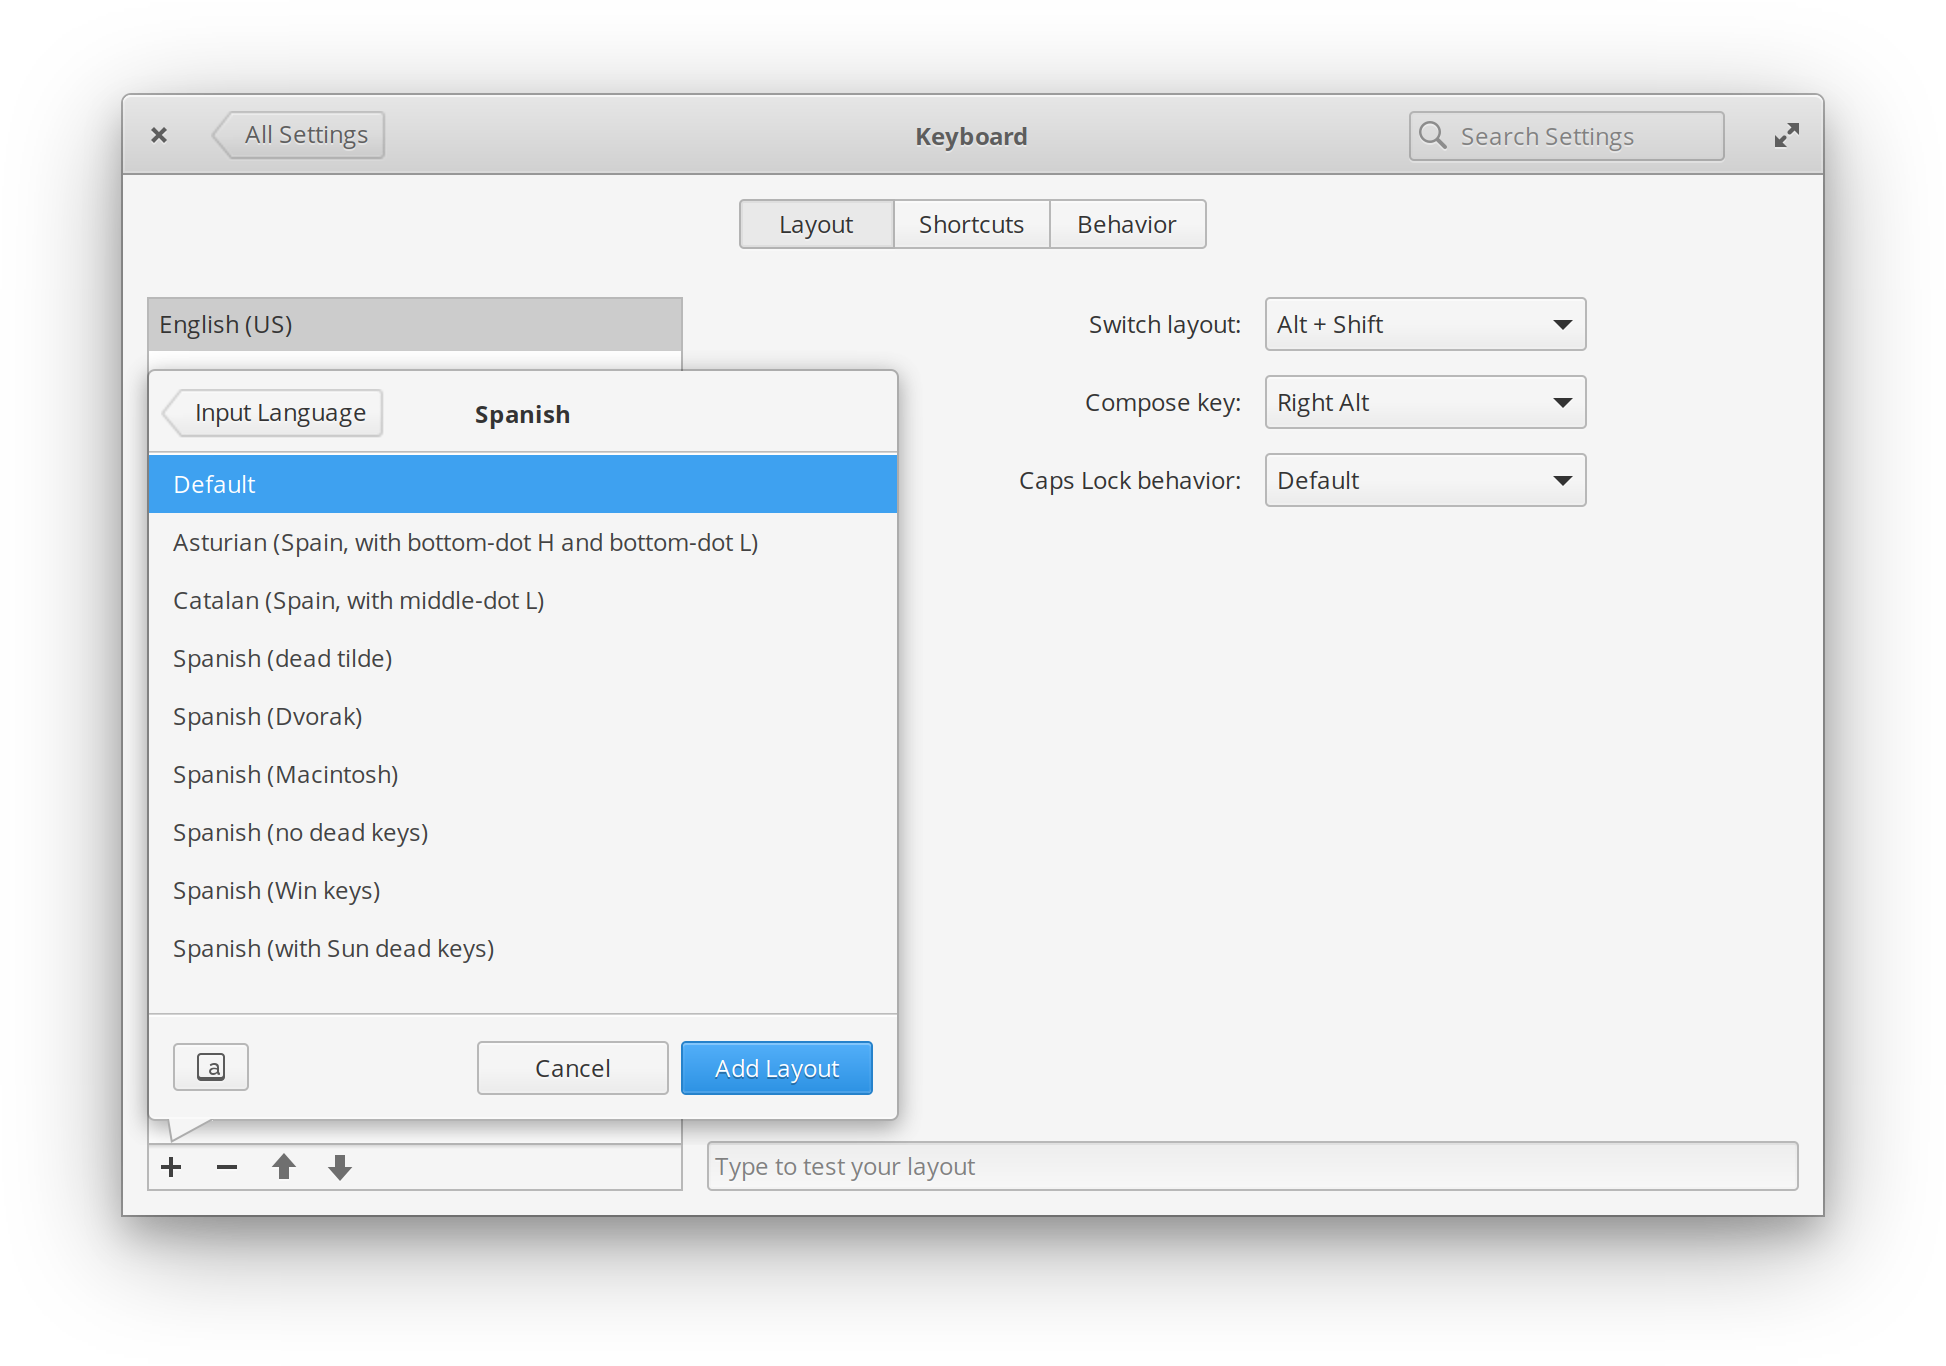 All Settings
Keyboard
Search Settings
Layout
Shortcuts
Behavior
English (US)
Switch layout:
Alt + Shift
Compose key:
Right Alt
Caps Lock behavior:
Default
Input Language
Spanish
Default
Asturian (Spain, with bottom-dot H and bottom-dot L)
Catalan (Spain, with middle-dot L)
Spanish (dead tilde)
Spanish (Dvorak)
Spanish (Macintosh)
Spanish (no dead keys)
Spanish (Win keys)
Spanish (with Sun dead keys)
a
Cancel
Add Layout
Type to test your layout